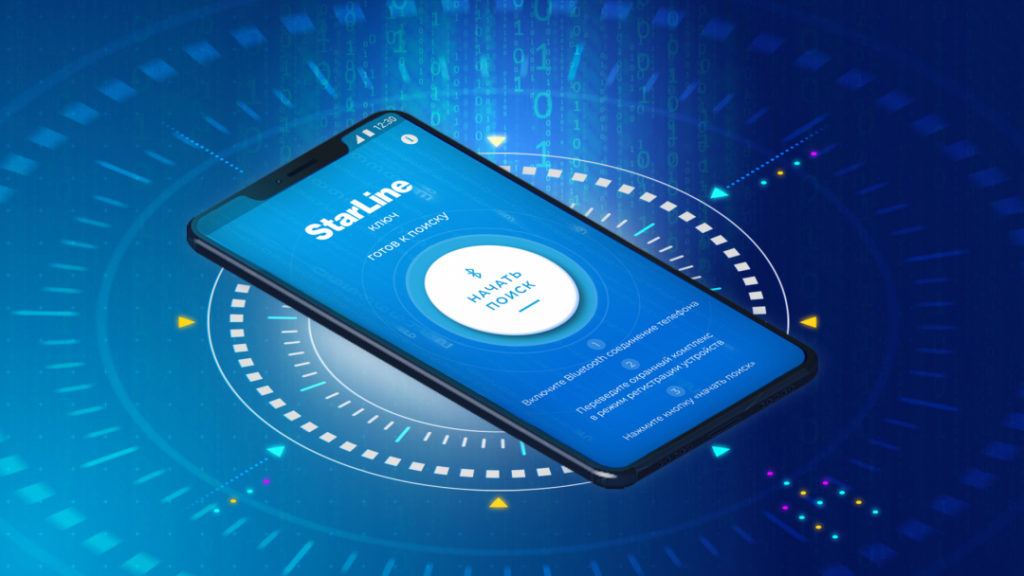 12:30
i
StarLine
КЛЮЧ
ГОТОВ К ПОИСКУ
НАЧАТЬ
ПОИСК
1
Включите Bluetooth соединение телефона
2
Переведите охранный комплекс
в режим регистрации устройств
3
Нажмите кнопку «начать поиск»